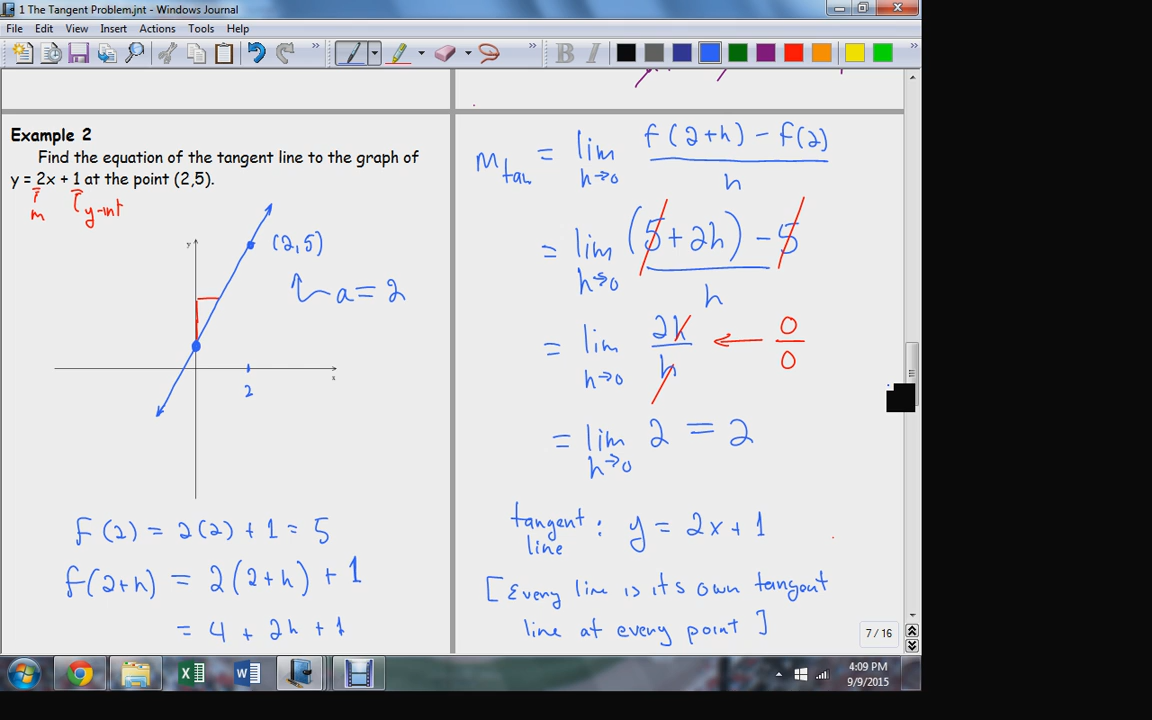 1 The Tangent Problem.jnt - Windows Journal
File Edit View Insert Actions Tools Help
B I
Example 2
Find the equation of the tangent line to the graph of
y = 2x + 1 at the point (2,5).
m y-int
y
(2,5)
a = 2
x
2
f(2) = 2(2) + 1 = 5
f(2+h) = 2(2+h) + 1
= 4 + 2h + 1
m tan = lim h→0 f(2+h) - f(2) / h
= lim h→0 (5 + 2h) - 5 / h
= lim h→0 2h / h ← 0 / 0
= lim h→0 2 = 2
tangent line : y = 2x + 1
[Every line is it's own tangent
line at every point]
7 / 16
4:09 PM
9/9/2015